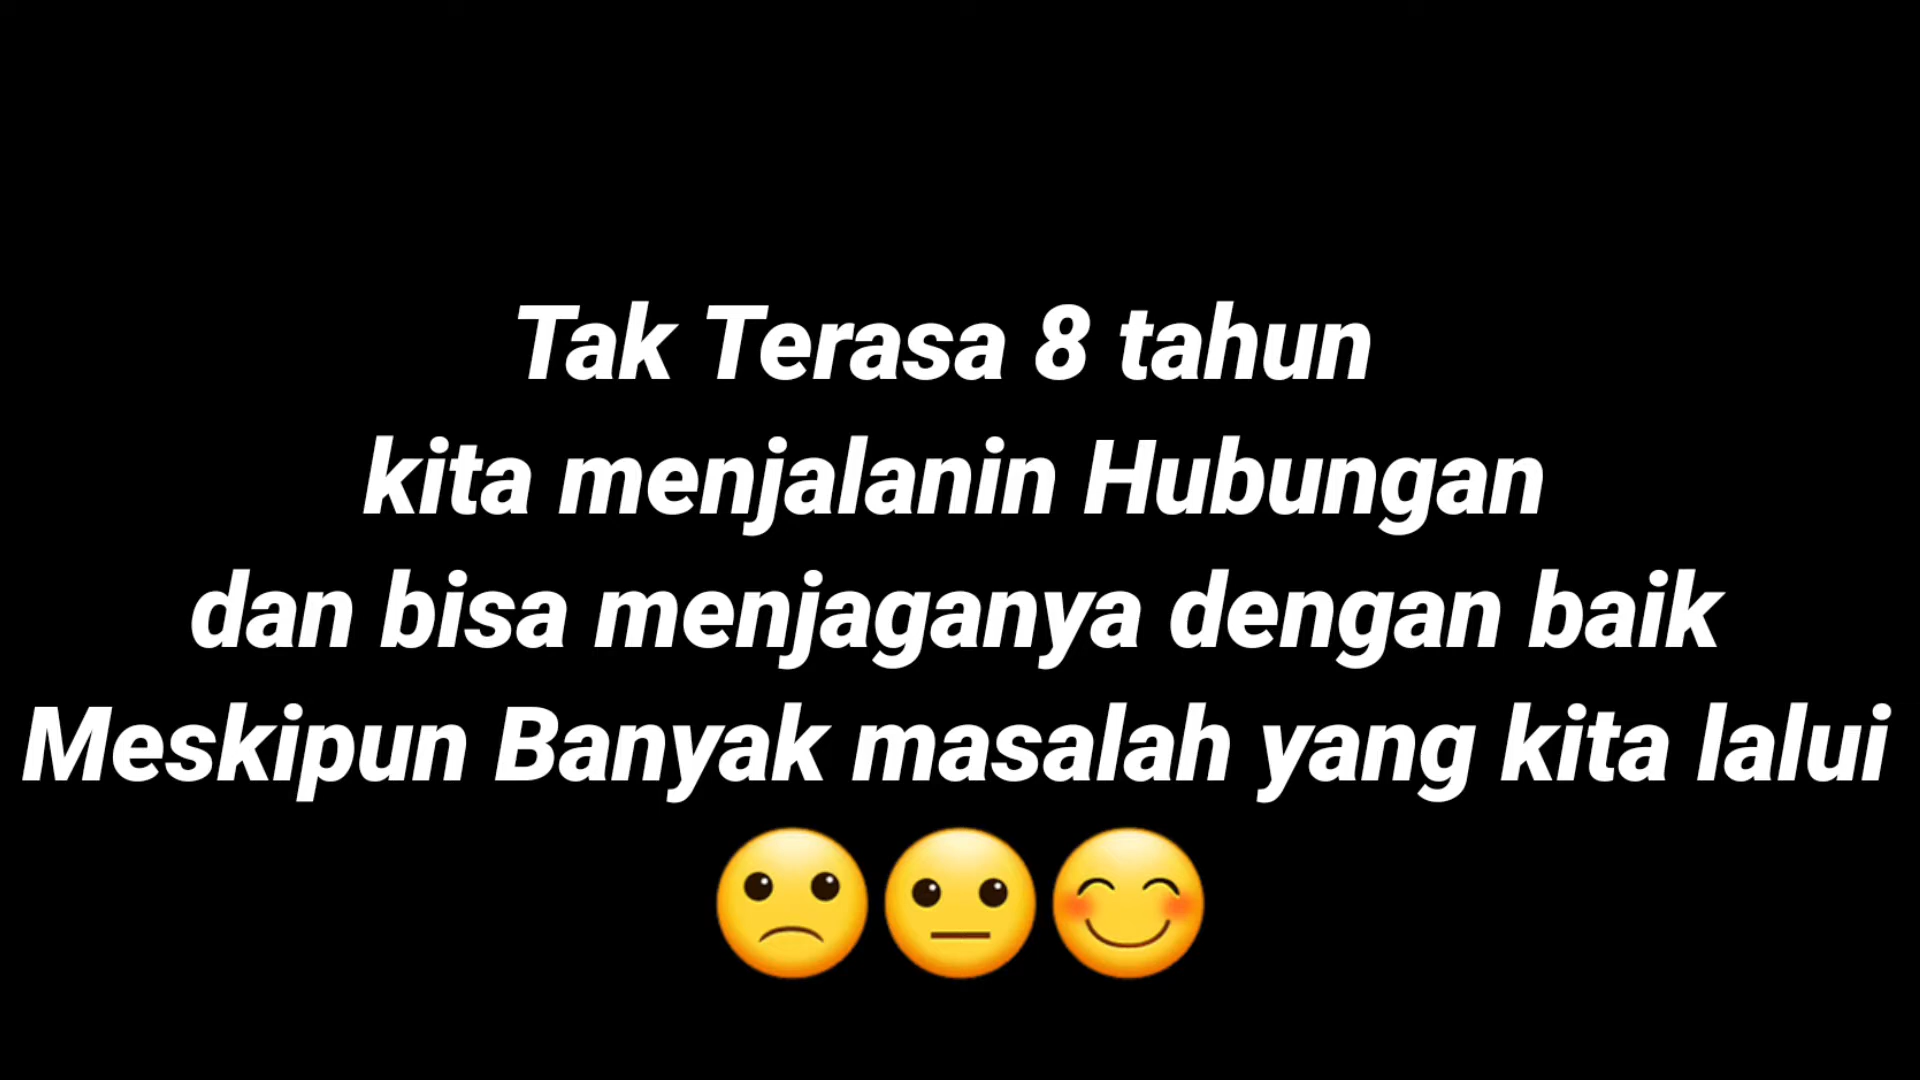 Tak Terasa 8 tahun
kita menjalanin Hubungan
dan bisa menjaganya dengan baik
Meskipun Banyak masalah yang kita lalui
🙁😐😊